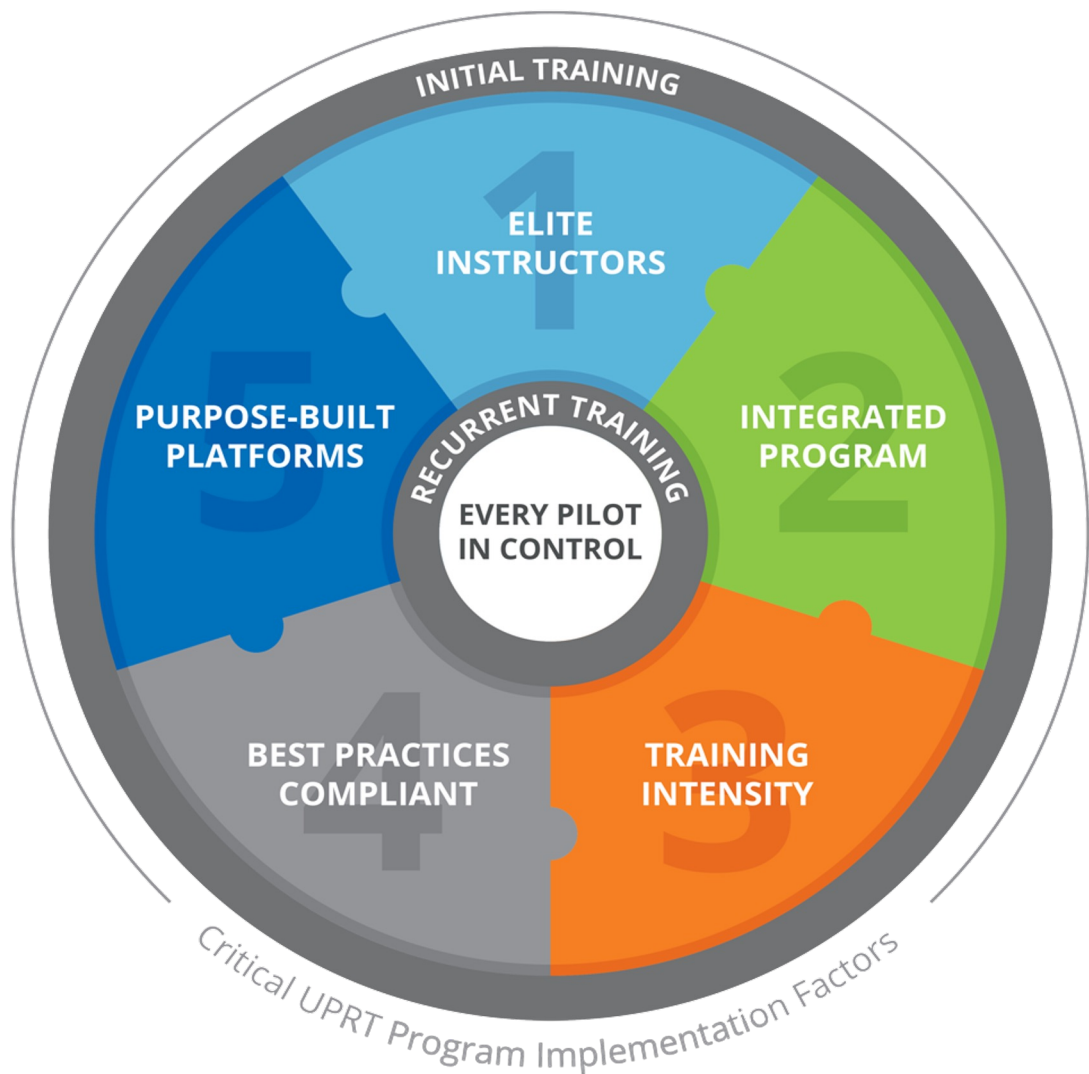 INITIAL TRAINING
1
ELITE
INSTRUCTORS
2
INTEGRATED
PROGRAM
3
TRAINING
INTENSITY
4
BEST PRACTICES
COMPLIANT
5
PURPOSE-BUILT
PLATFORMS
RECURRENT TRAINING
EVERY PILOT
IN CONTROL
Critical UPRT Program Implementation Factors